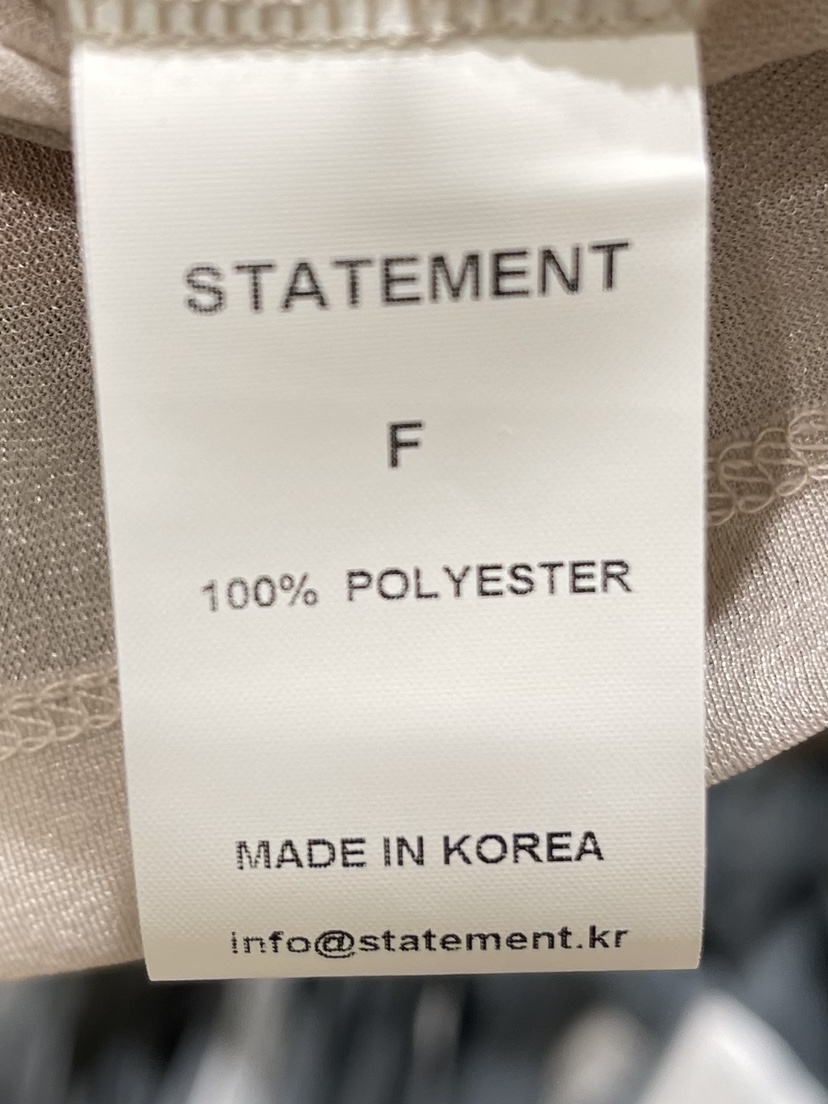 STATEMENT
F
100% POLYESTER
MADE IN KOREA
info@statement.kr